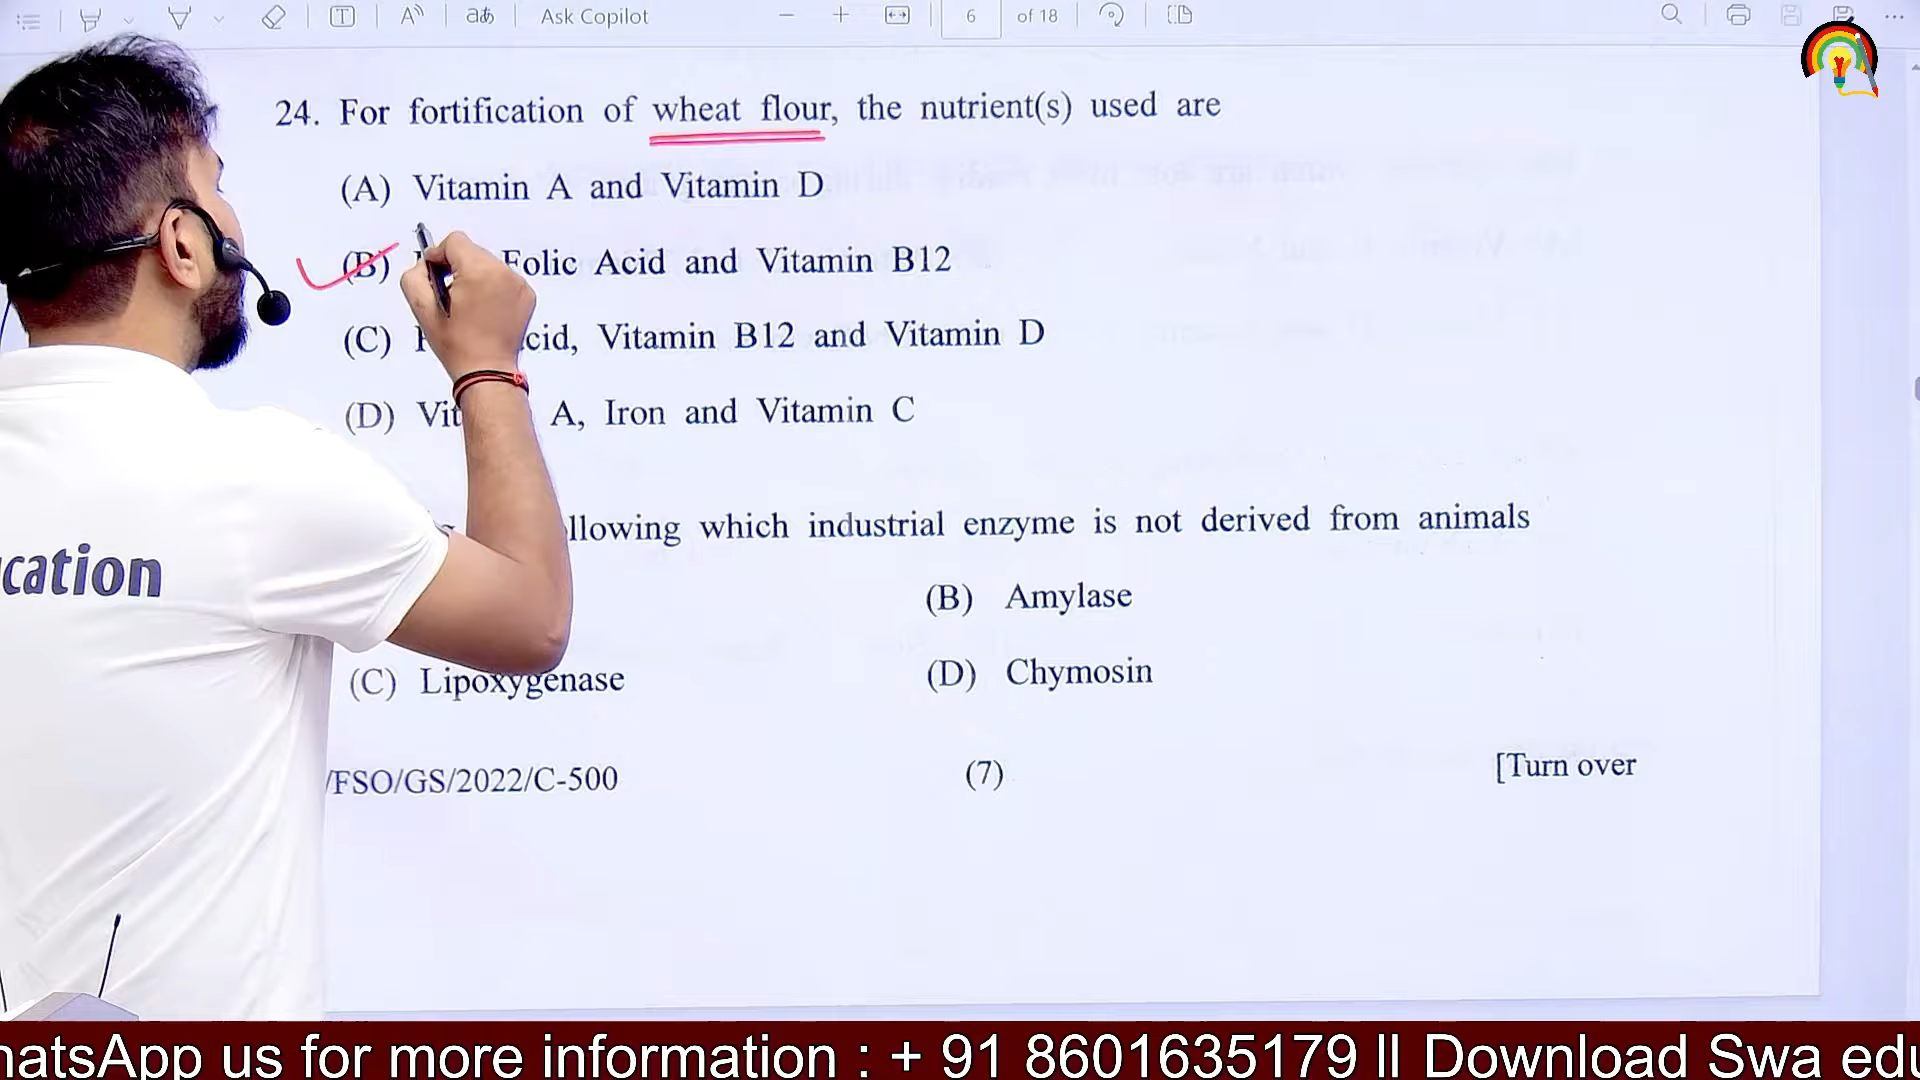 Ask Copilot
6 of 18
24. For fortification of wheat flour, the nutrient(s) used are
(A) Vitamin A and Vitamin D
(B) Folic Acid and Vitamin B12
(C) cid, Vitamin B12 and Vitamin D
(D) Vit A, Iron and Vitamin C
llowing which industrial enzyme is not derived from animals
(B) Amylase
(C) Lipoxygenase
(D) Chymosin
/FSO/GS/2022/C-500
(7)
[Turn over
cation
hatsApp us for more information : + 91 8601635179 ll Download Swa edu